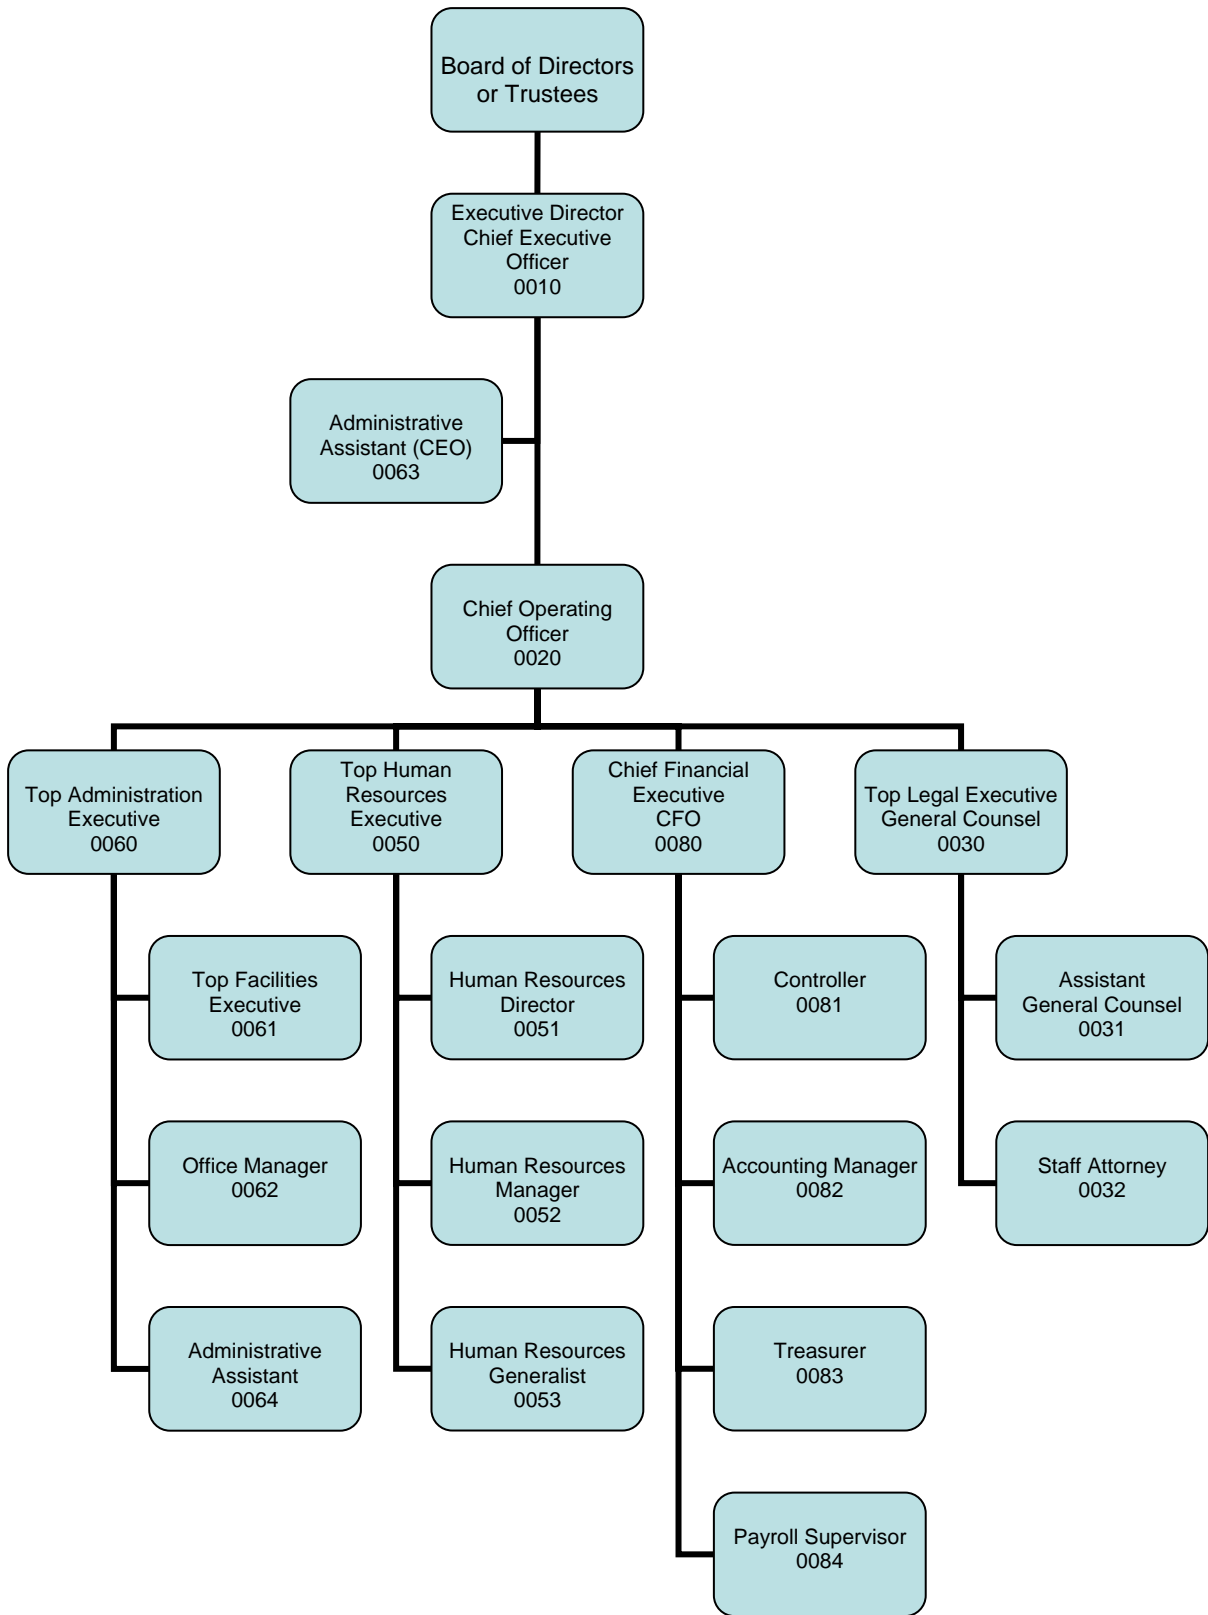 Board of Directors
or Trustees
Executive Director
Chief Executive
Officer
0010
Administrative
Assistant (CEO)
0063
Chief Operating
Officer
0020
Top Administration
Executive
0060
Top Human
Resources
Executive
0050
Chief Financial
Executive
CFO
0080
Top Legal Executive
General Counsel
0030
Top Facilities
Executive
0061
Human Resources
Director
0051
Controller
0081
Assistant
General Counsel
0031
Office Manager
0062
Human Resources
Manager
0052
Accounting Manager
0082
Staff Attorney
0032
Administrative
Assistant
0064
Human Resources
Generalist
0053
Treasurer
0083
Payroll Supervisor
0084